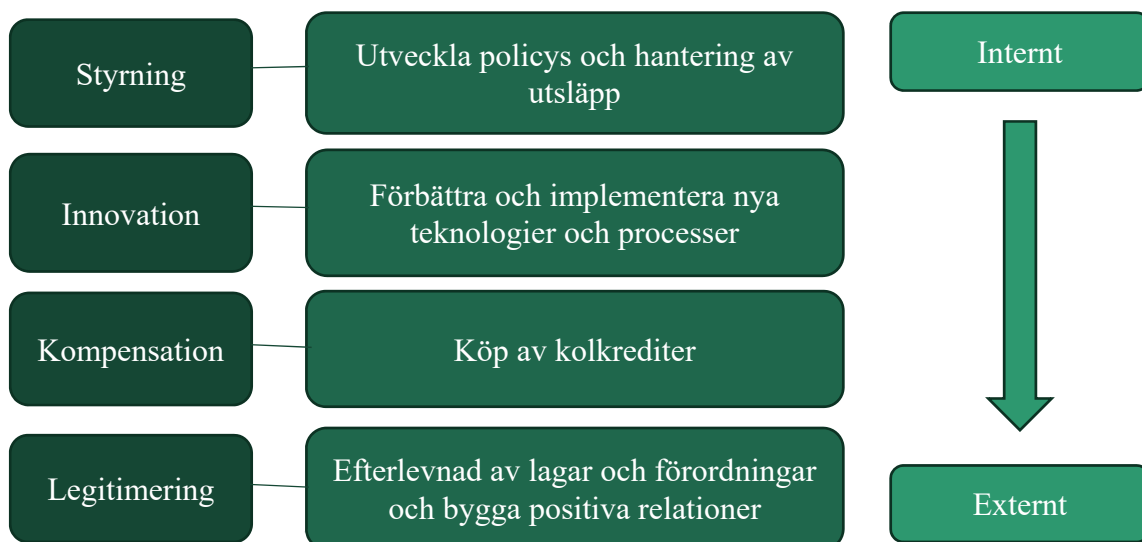 Styrning
Utveckla policys och hantering av
utsläpp
Internt
Innovation
Förbättra och implementera nya
teknologier och processer
Kompensation
Köp av kolkrediter
Legitimering
Efterlevnad av lagar och förordningar
och bygga positiva relationer
Externt